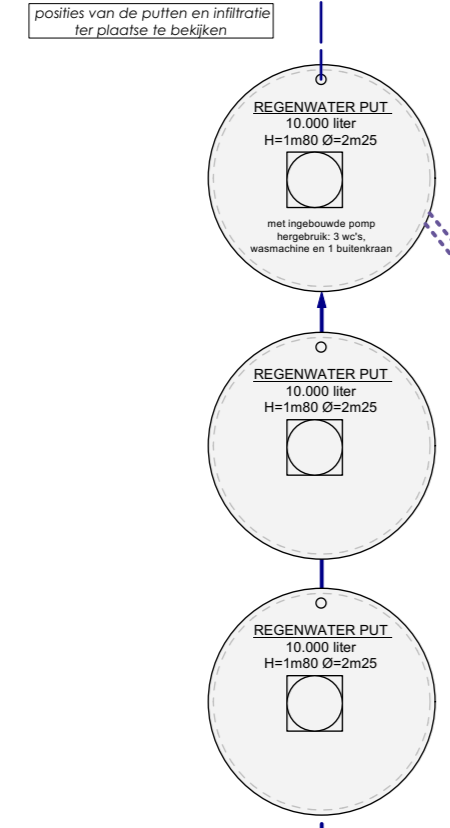 posities van de putten en infiltratie
ter plaatse te bekijken
REGENWATER PUT
10.000 liter
H=1m80 Ø=2m25
met ingebouwde pomp
hergebruik: 3 wc's,
wasmachine en 1 buitenkraan
REGENWATER PUT
10.000 liter
H=1m80 Ø=2m25
REGENWATER PUT
10.000 liter
H=1m80 Ø=2m25